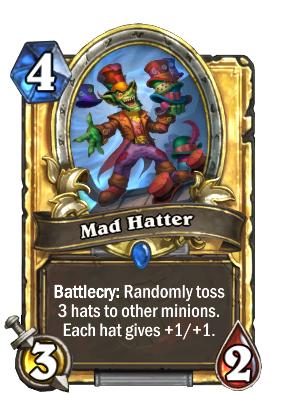 4
Mad Hatter
Battlecry: Randomly toss
3 hats to other minions.
Each hat gives +1/+1.
3
2